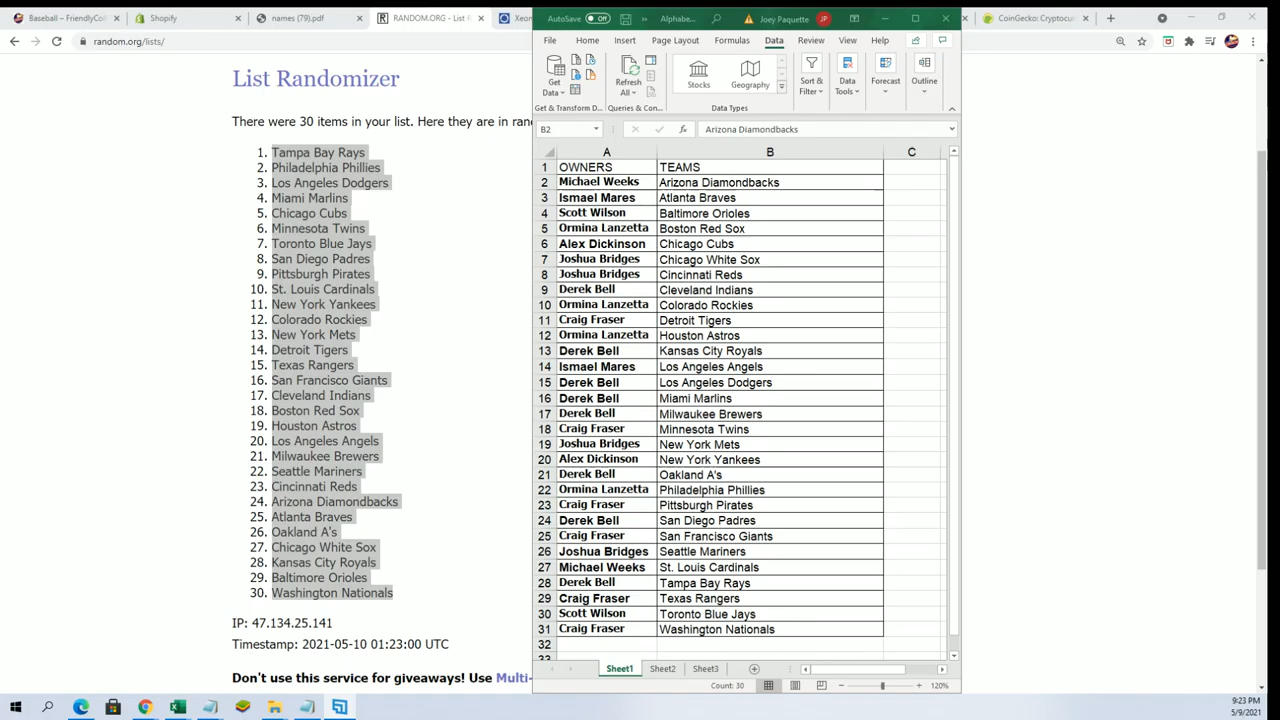 Baseball – FriendlyColl
Shopify
names (79).pdf
RANDOM.ORG - List R
Xeon
CoinGecko: Cryptocu
random.org/lists/
AutoSave Off Alphabe... Joey Paquette JP
File Home Insert Page Layout Formulas Data Review View Help
Get Data
Refresh All
Stocks
Geography
Sort & Filter
Data Tools
Forecast
Outline
Get & Transform D... Queries & Con... Data Types
B2 fx Arizona Diamondbacks
List Randomizer
There were 30 items in your list. Here they are in ran
1. Tampa Bay Rays
2. Philadelphia Phillies
3. Los Angeles Dodgers
4. Miami Marlins
5. Chicago Cubs
6. Minnesota Twins
7. Toronto Blue Jays
8. San Diego Padres
9. Pittsburgh Pirates
10. St. Louis Cardinals
11. New York Yankees
12. Colorado Rockies
13. New York Mets
14. Detroit Tigers
15. Texas Rangers
16. San Francisco Giants
17. Cleveland Indians
18. Boston Red Sox
19. Houston Astros
20. Los Angeles Angels
21. Milwaukee Brewers
22. Seattle Mariners
23. Cincinnati Reds
24. Arizona Diamondbacks
25. Atlanta Braves
26. Oakland A's
27. Chicago White Sox
28. Kansas City Royals
29. Baltimore Orioles
30. Washington Nationals
IP: 47.134.25.141
Timestamp: 2021-05-10 01:23:00 UTC
Don't use this service for giveaways! Use Multi-
A B C
1 OWNERS TEAMS
2 Michael Weeks Arizona Diamondbacks
3 Ismael Mares Atlanta Braves
4 Scott Wilson Baltimore Orioles
5 Ormina Lanzetta Boston Red Sox
6 Alex Dickinson Chicago Cubs
7 Joshua Bridges Chicago White Sox
8 Joshua Bridges Cincinnati Reds
9 Derek Bell Cleveland Indians
10 Ormina Lanzetta Colorado Rockies
11 Craig Fraser Detroit Tigers
12 Ormina Lanzetta Houston Astros
13 Derek Bell Kansas City Royals
14 Ismael Mares Los Angeles Angels
15 Derek Bell Los Angeles Dodgers
16 Derek Bell Miami Marlins
17 Derek Bell Milwaukee Brewers
18 Craig Fraser Minnesota Twins
19 Joshua Bridges New York Mets
20 Alex Dickinson New York Yankees
21 Derek Bell Oakland A's
22 Ormina Lanzetta Philadelphia Phillies
23 Craig Fraser Pittsburgh Pirates
24 Derek Bell San Diego Padres
25 Craig Fraser San Francisco Giants
26 Joshua Bridges Seattle Mariners
27 Michael Weeks St. Louis Cardinals
28 Derek Bell Tampa Bay Rays
29 Craig Fraser Texas Rangers
30 Scott Wilson Toronto Blue Jays
31 Craig Fraser Washington Nationals
32
33
Sheet1 Sheet2 Sheet3
Count: 30 120%
9:23 PM
5/9/2021